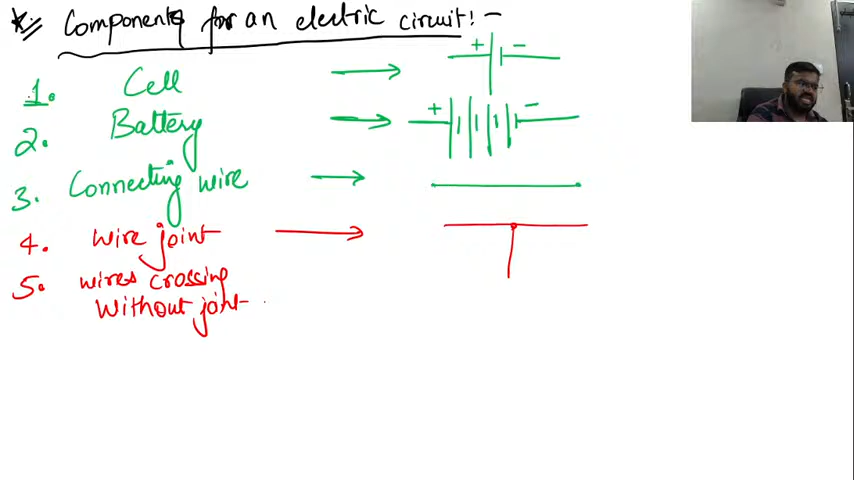 * Components for an electric circuit :-
1. Cell → + -
2. Battery → + -
3. Connecting wire →
4. Wire joint →
5. Wires crossing
Without joint